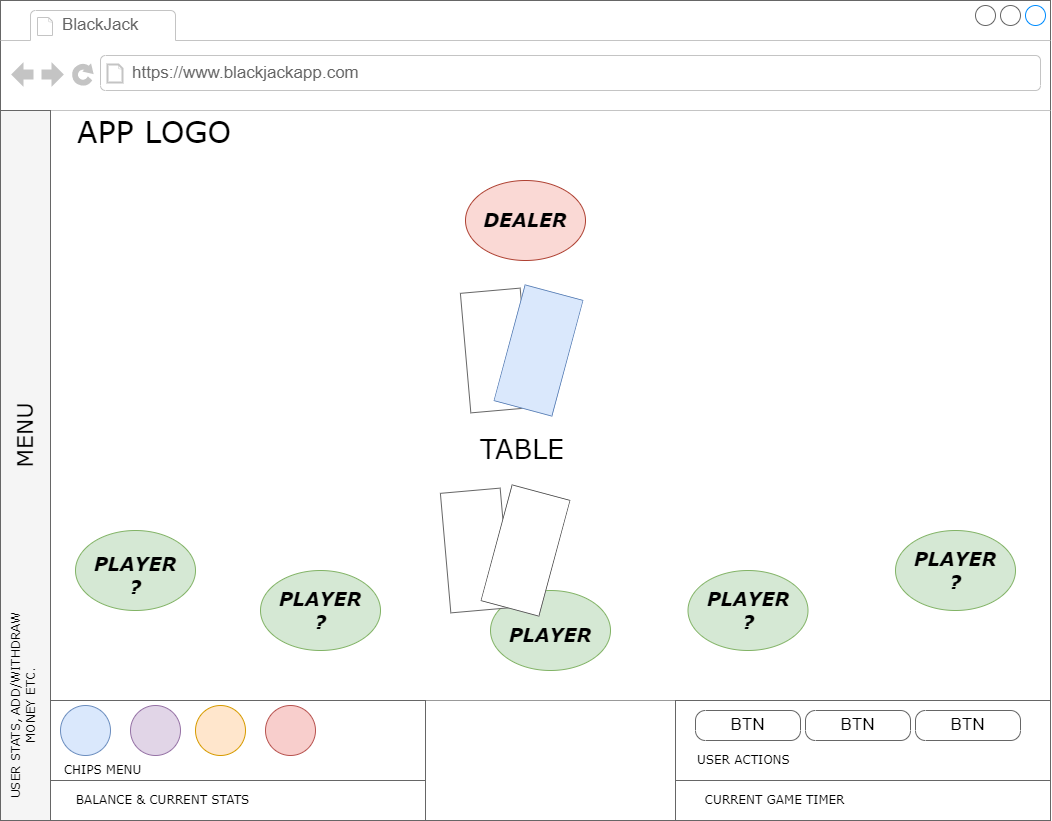 BlackJack
https://www.blackjackapp.com
APP LOGO
DEALER
TABLE
MENU
USER STATS, ADD/WITHDRAW
MONEY ETC.
PLAYER
?
PLAYER
?
PLAYER
PLAYER
?
PLAYER
?
CHIPS MENU
BALANCE & CURRENT STATS
BTN
BTN
BTN
USER ACTIONS
CURRENT GAME TIMER